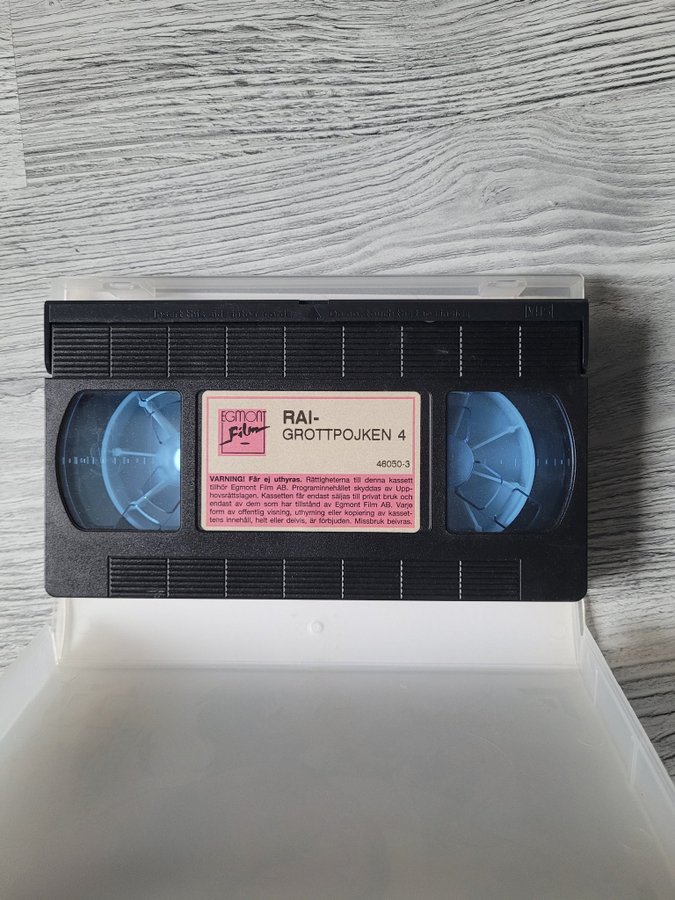 VHS
EGMONT
Film
RAI-
GROTTPOJKEN 4
46050-3
VARNING! Får ej uthyras. Rättigheterna till denna kassett
tilhör Egmont Film AB. Programinnehållet skyddas av Upp-
hovsrättslagen. Kassetten får endast säljas till privat bruk och
endast av dem som har tillstånd av Egmont Film AB. Varje
form av offentlig visning, uthyrning eller kopiering av kasset-
tens innehåll, helt eller delvis, är förbjuden. Missbruk beivras.